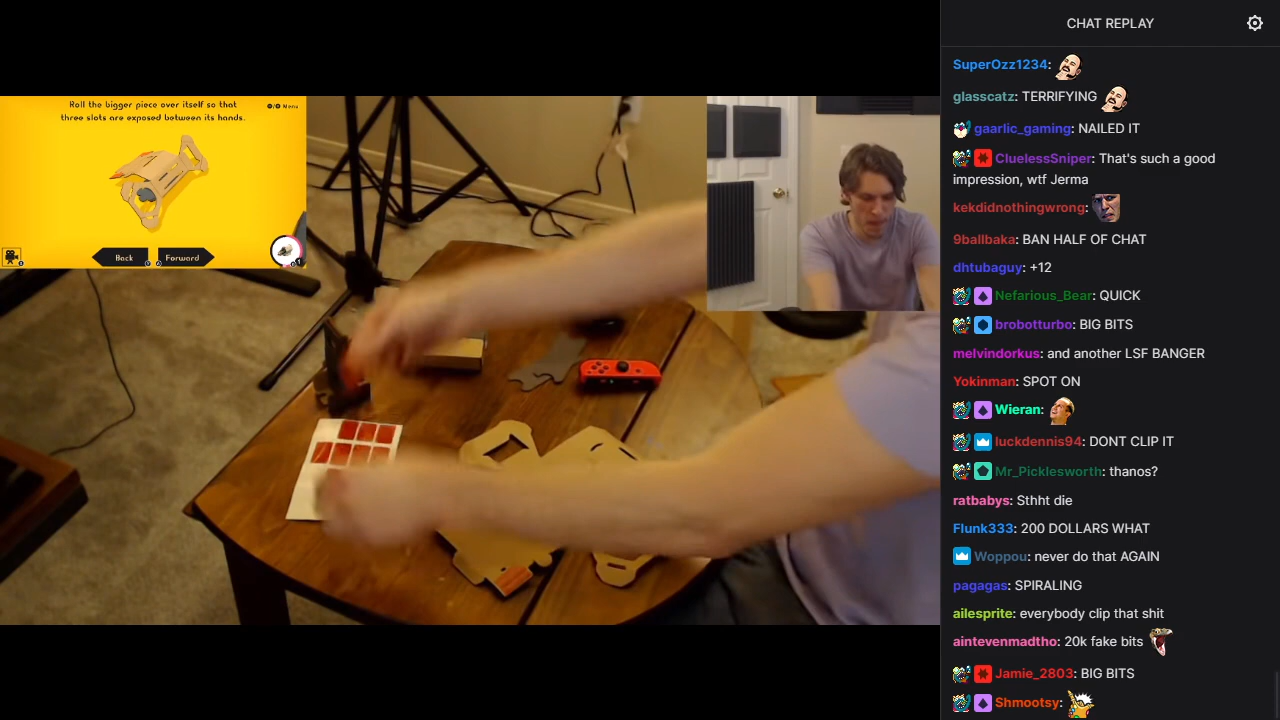 Roll the bigger piece over itself so that
three slots are exposed between its hands.
Menu
Back
Forward
CHAT REPLAY
SuperOzz1234:
glasscatz: TERRIFYING
gaarlic_gaming: NAILED IT
CluelessSniper: That's such a good
impression, wtf Jerma
kekdidnothingwrong:
9ballbaka: BAN HALF OF CHAT
dhtubaguy: +12
Nefarious_Bear: QUICK
brobotturbo: BIG BITS
melvindorkus: and another LSF BANGER
Yokinman: SPOT ON
Wieran:
luckdennis94: DONT CLIP IT
Mr_Picklesworth: thanos?
ratbabys: Sthht die
Flunk333: 200 DOLLARS WHAT
Woppou: never do that AGAIN
pagagas: SPIRALING
ailesprite: everybody clip that shit
aintevenmadtho: 20k fake bits
Jamie_2803: BIG BITS
Shmootsy: